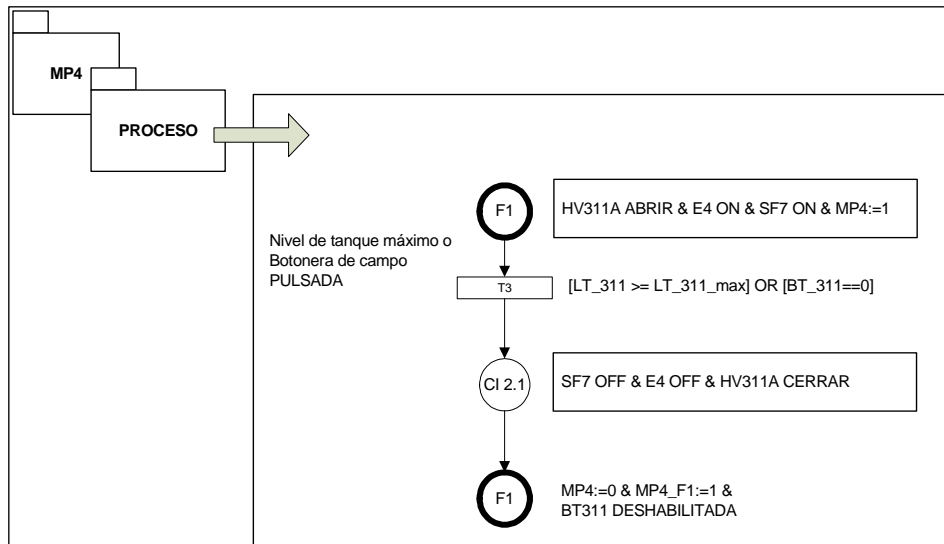 MP4
PROCESO
F1
HV311A ABRIR & E4 ON & SF7 ON & MP4:=1
Nivel de tanque máximo o
Botonera de campo
PULSADA
T3
[LT_311 >= LT_311_max] OR [BT_311==0]
CI 2.1
SF7 OFF & E4 OFF & HV311A CERRAR
F1
MP4:=0 & MP4_F1:=1 &
BT311 DESHABILITADA